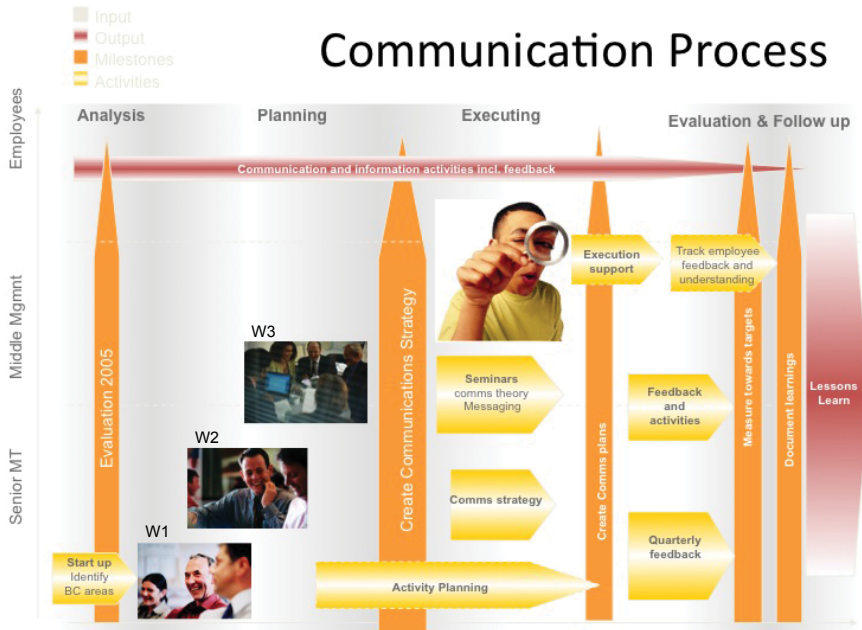 Input
Output
Milestones
Activities
Communication Process
Employees
Middle Mgmnt
Senior MT
Analysis
Planning
Executing
Evaluation & Follow up
Communication and information activities incl. feedback
Evaluation 2005
Create Communications Strategy
Create Comms plans
Measure towards targets
Document learnings
Execution
support
Track employee
feedback and
understanding
W3
Seminars
comms theory
Messaging
Feedback
and
activities
Lessons
Learn
W2
Comms strategy
W1
Quarterly
feedback
Start up
Identify
BC areas
Activity Planning